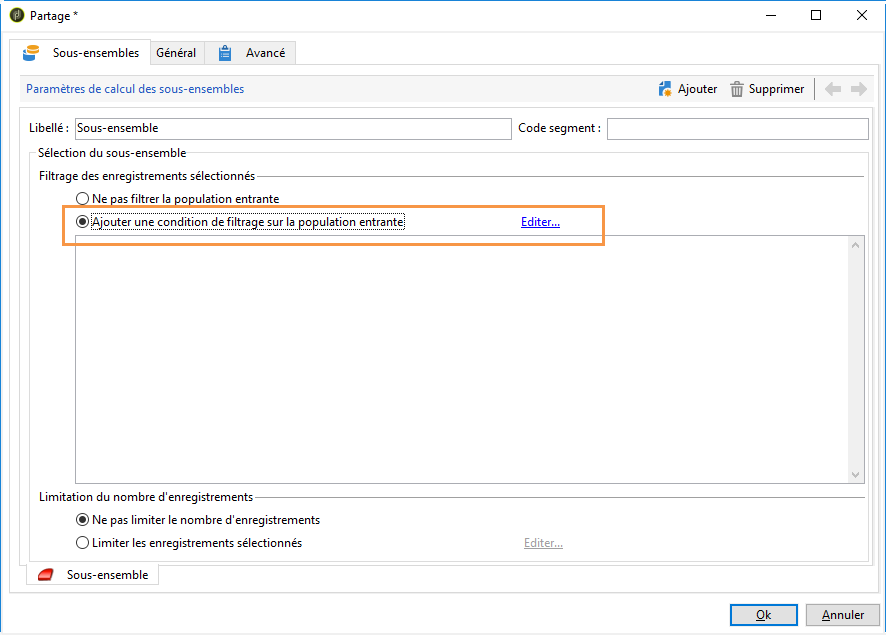 Partage *
Sous-ensembles Général Avancé
Paramètres de calcul des sous-ensembles Ajouter Supprimer
Libellé : Sous-ensemble Code segment :
Sélection du sous-ensemble
Filtrage des enregistrements sélectionnés
Ne pas filtrer la population entrante
Ajouter une condition de filtrage sur la population entrante Editer...
Limitation du nombre d'enregistrements
Ne pas limiter le nombre d'enregistrements
Limiter les enregistrements sélectionnés Editer...
Sous-ensemble
Ok Annuler